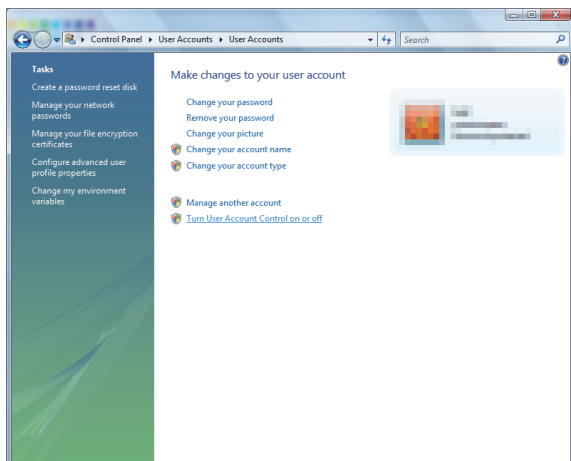 Control Panel ▸ User Accounts ▸ User Accounts
Search
Tasks
Create a password reset disk
Manage your network
passwords
Manage your file encryption
certificates
Configure advanced user
profile properties
Change my environment
variables
Make changes to your user account
Change your password
Remove your password
Change your picture
Change your account name
Change your account type
Manage another account
Turn User Account Control on or off